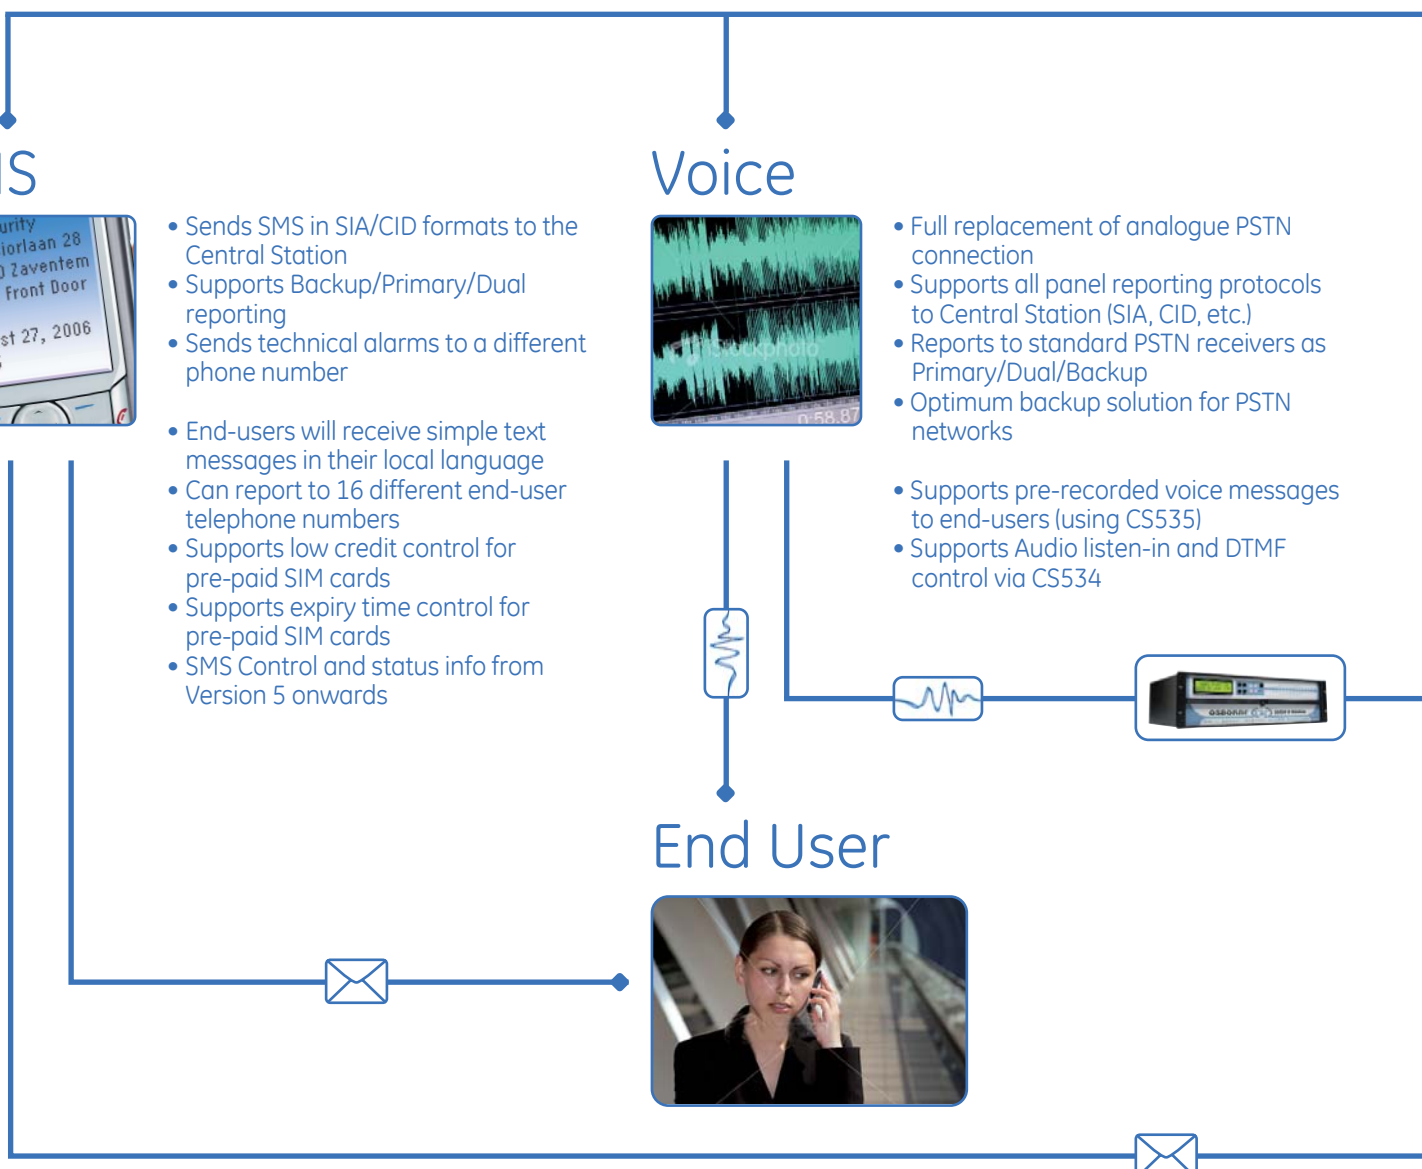 MS
urity
iorlaan 28
Zaventem
Front Door
st 27, 2006
• Sends SMS in SIA/CID formats to the
Central Station
• Supports Backup/Primary/Dual
reporting
• Sends technical alarms to a different
phone number
• End-users will receive simple text
messages in their local language
• Can report to 16 different end-user
telephone numbers
• Supports low credit control for
pre-paid SIM cards
• Supports expiry time control for
pre-paid SIM cards
• SMS Control and status info from
Version 5 onwards
Voice
iStockphoto
0:58.87
• Full replacement of analogue PSTN
connection
• Supports all panel reporting protocols
to Central Station (SIA, CID, etc.)
• Reports to standard PSTN receivers as
Primary/Dual/Backup
• Optimum backup solution for PSTN
networks
• Supports pre-recorded voice messages
to end-users (using CS535)
• Supports Audio listen-in and DTMF
control via CS534
OSBORNE
End User